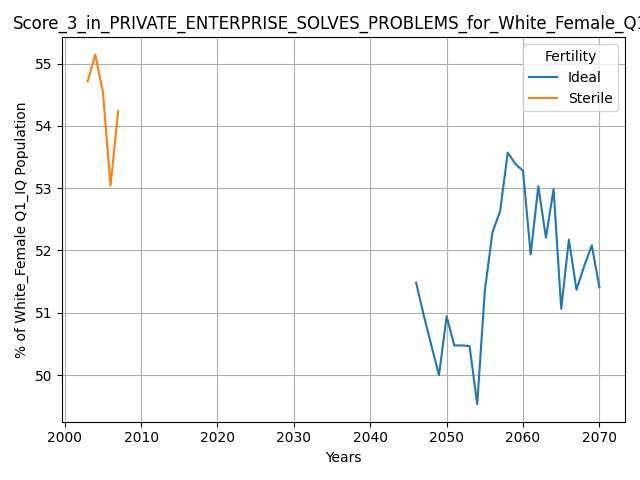 Score_3_in_PRIVATE_ENTERPRISE_SOLVES_PROBLEMS_for_White_Female_Q1
Fertility
Ideal
Sterile
% of White_Female Q1_IQ Population
55
54
53
52
51
50
2000 2010 2020 2030 2040 2050 2060 2070
Years